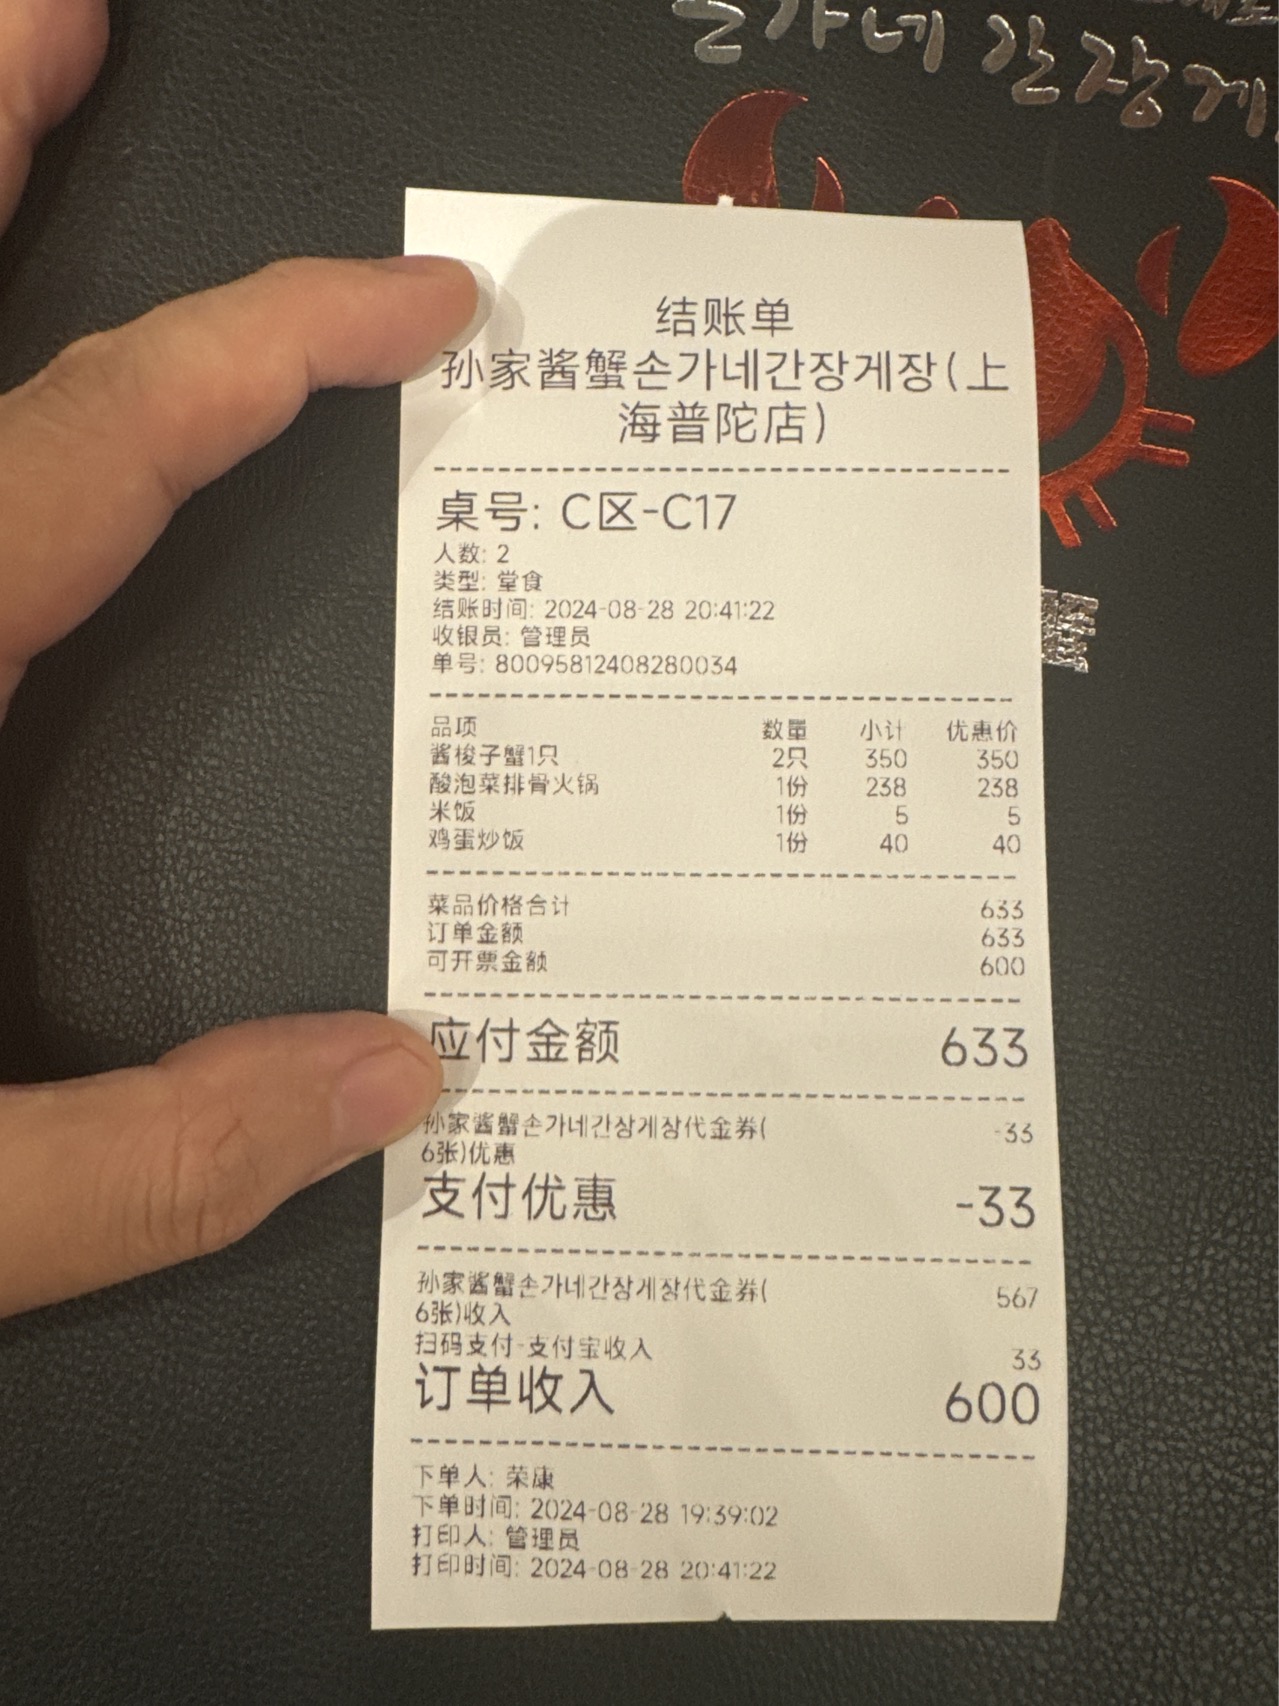 손가네 간장게
结账单
孙家酱蟹손가네간장게장(上
海普陀店)
桌号: C区-C17
人数: 2
类型: 堂食
结账时间: 2024-08-28 20:41:22
收银员: 管理员
单号: 80095812408280034
品项 数量 小计 优惠价
酱梭子蟹1只 2只 350 350
酸泡菜排骨火锅 1份 238 238
米饭 1份 5 5
鸡蛋炒饭 1份 40 40
菜品价格合计 633
订单金额 633
可开票金额 600
应付金额 633
孙家酱蟹손가네간장게장代金券( -33
6张)优惠
支付优惠 -33
孙家酱蟹손가네간장게장代金券( 567
6张)收入
扫码支付-支付宝收入 33
订单收入 600
下单人: 荣康
下单时间: 2024-08-28 19:39:02
打印人: 管理员
打印时间: 2024-08-28 20:41:22